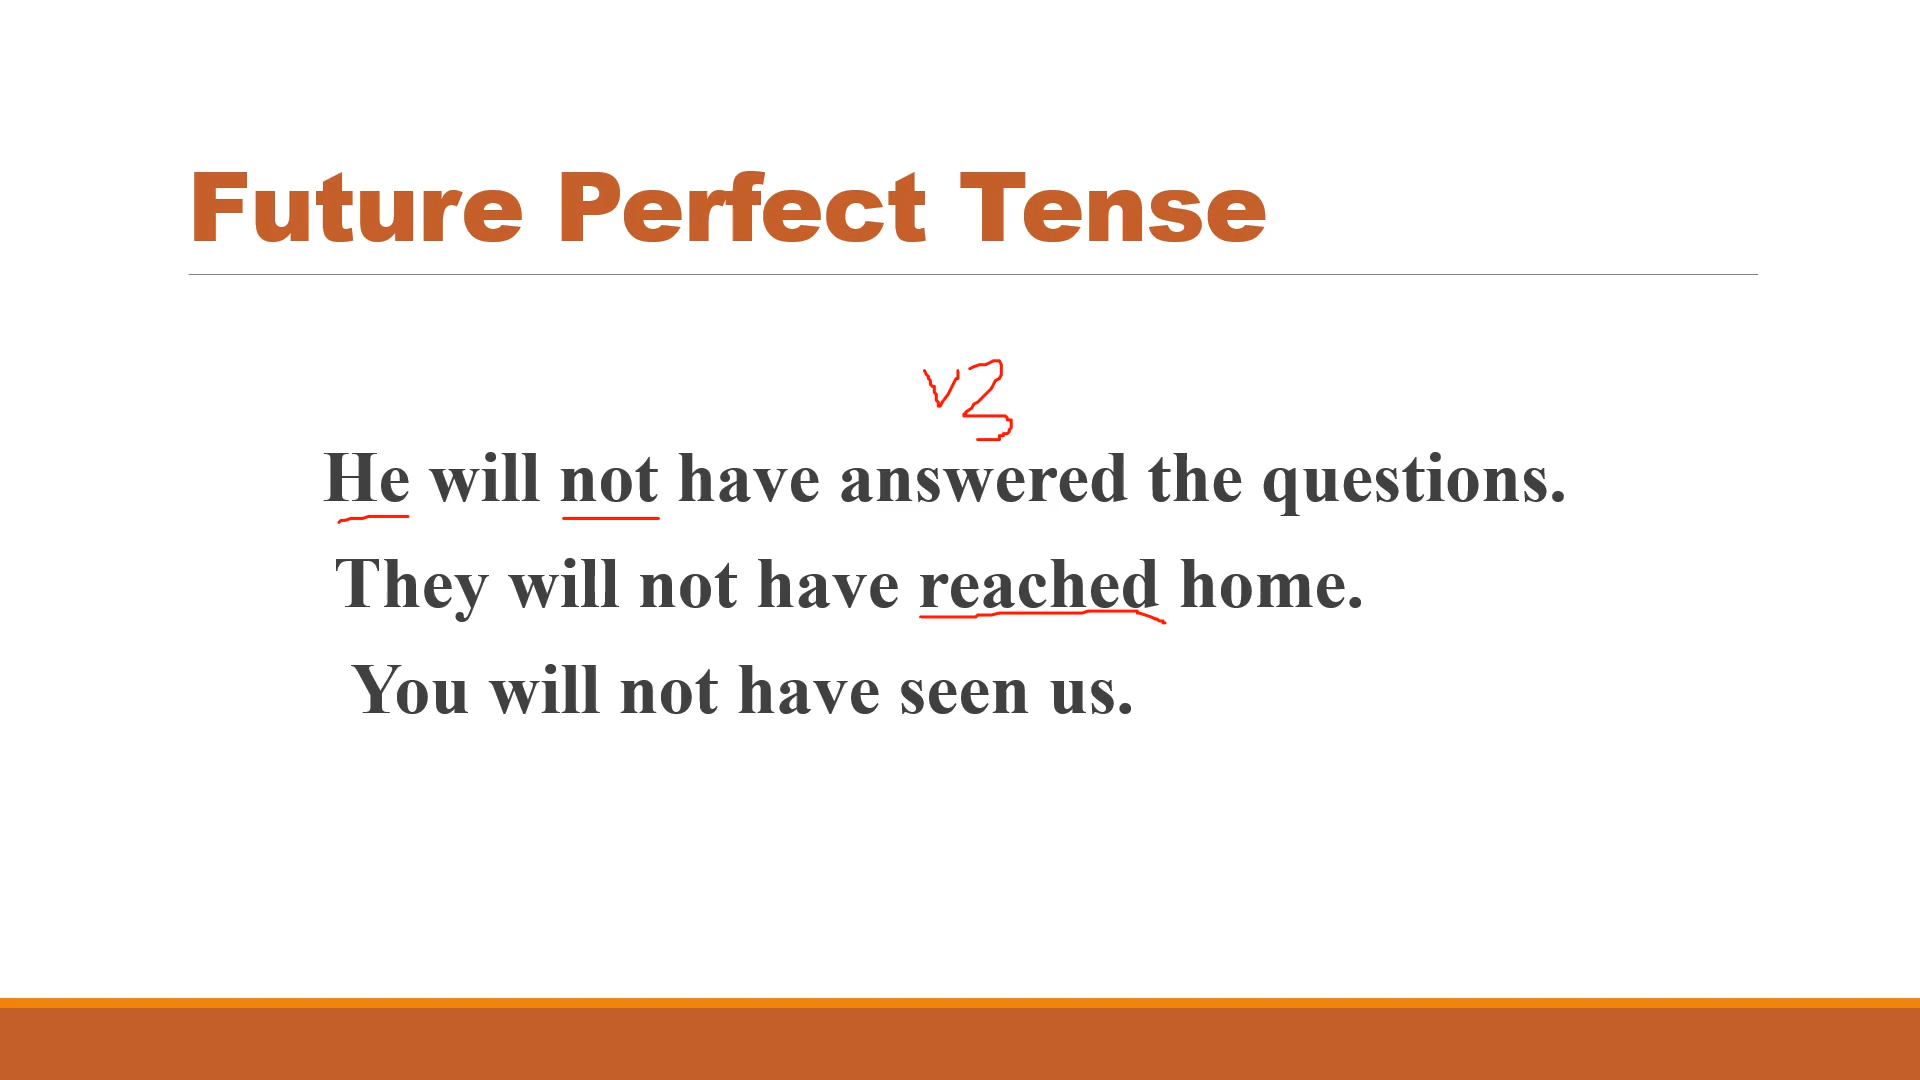 Future Perfect Tense
v3
He will not have answered the questions.
They will not have reached home.
You will not have seen us.